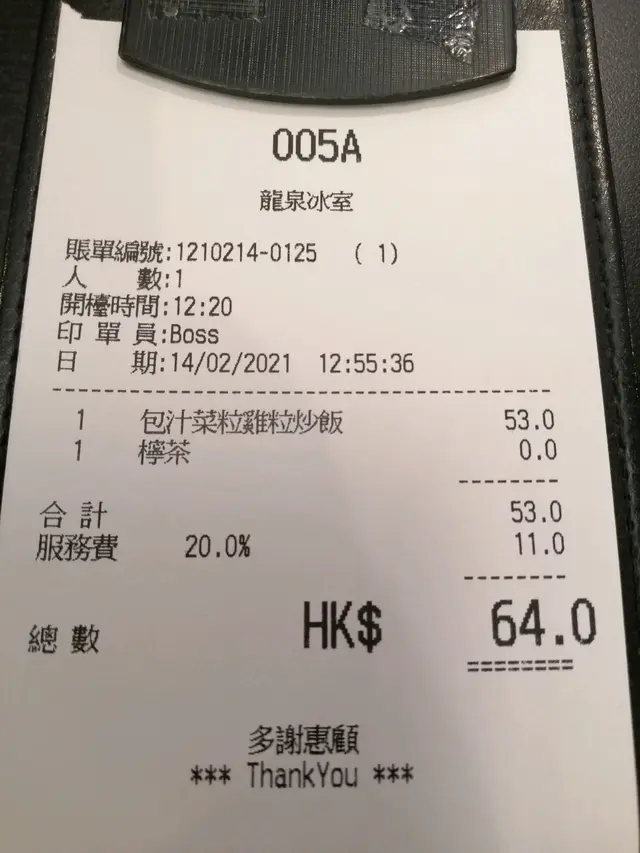 005A
龍泉冰室
賬單編號:1210214-0125 ( 1)
人 數:1
開檯時間:12:20
印 單 員:Boss
日 期:14/02/2021 12:55:36
1 包汁菜粒雞粒炒飯 53.0
1 檸茶 0.0
合 計 53.0
服務費 20.0% 11.0
總 數 HK$ 64.0
多謝惠顧
*** ThankYou ***